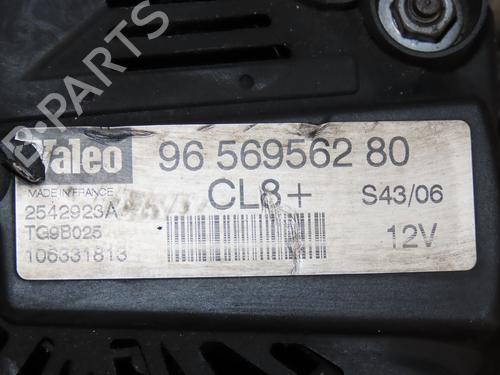 Valeo
96 569562 80
MADE IN FRANCE
CL8+
S43/06
2542923A
TG9B025
12V
106331813
B-PARTS